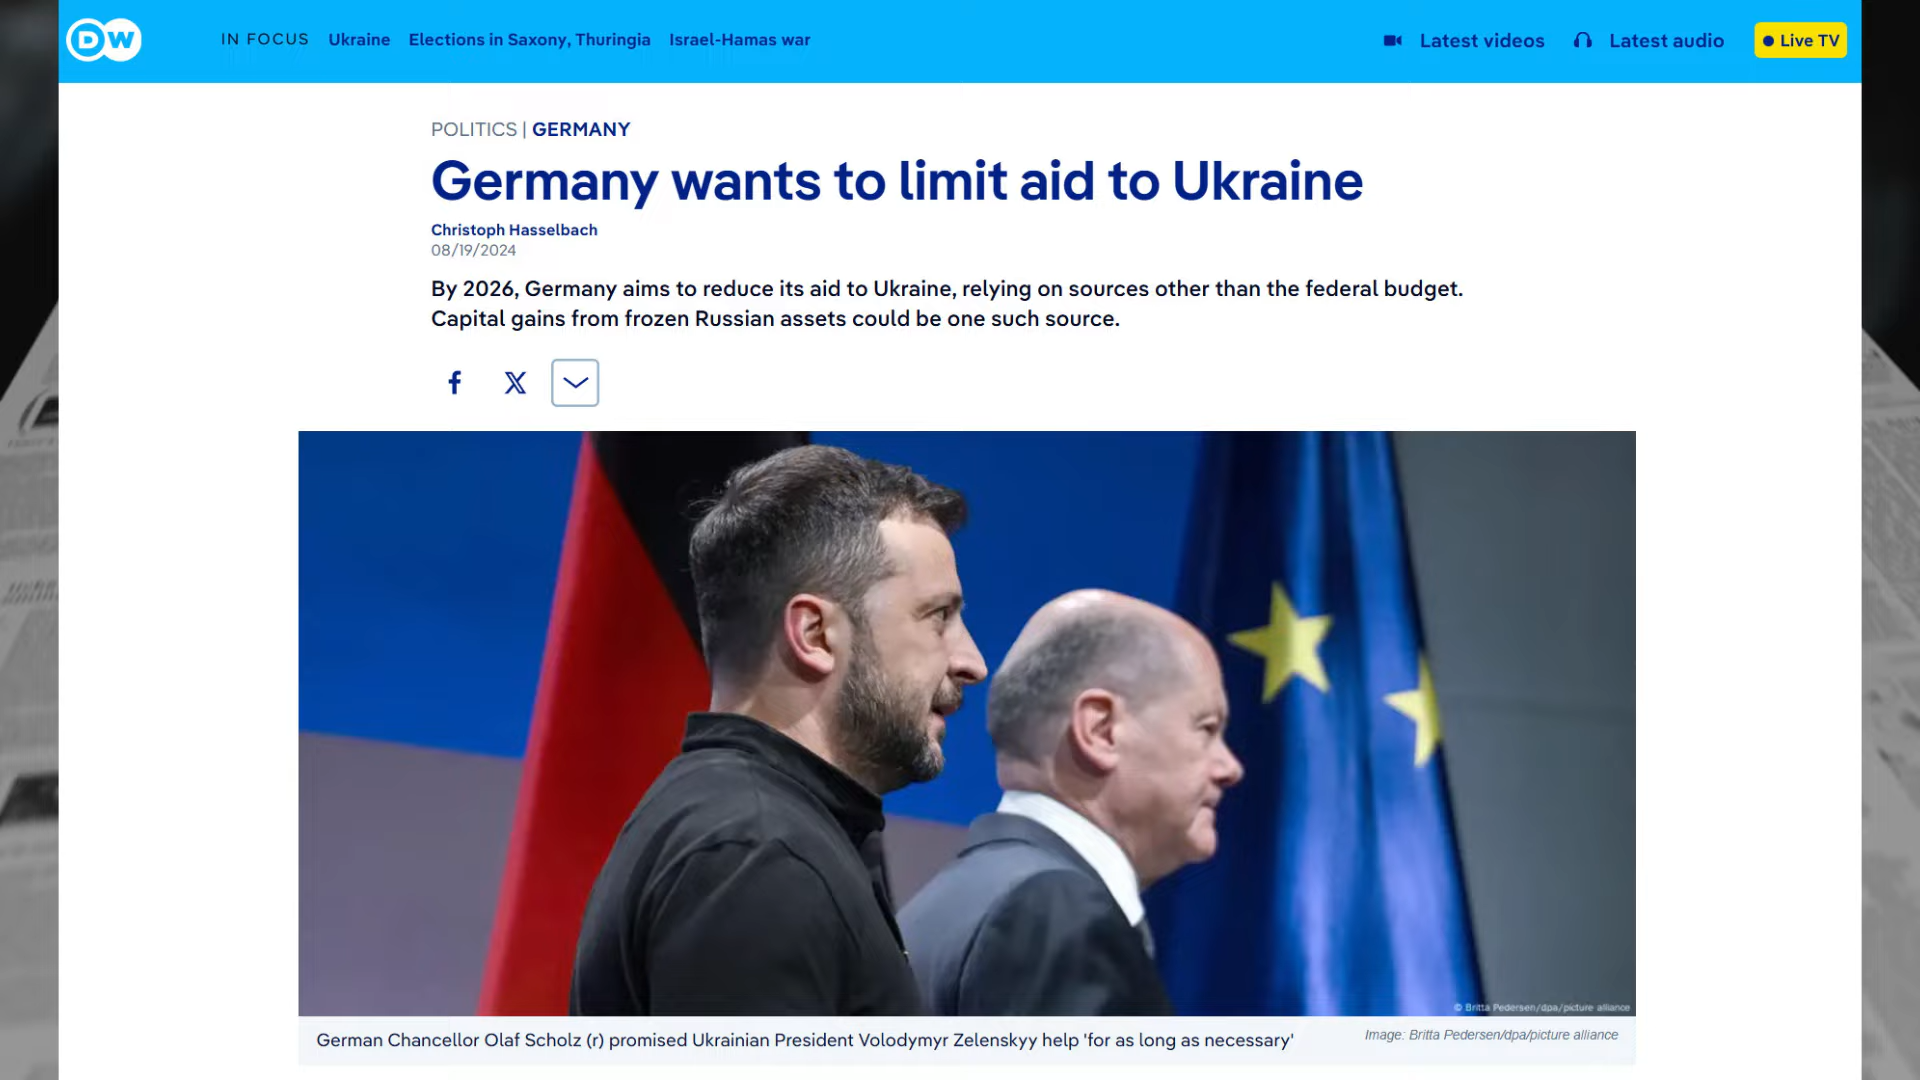 DW
IN FOCUS Ukraine Elections in Saxony, Thuringia Israel-Hamas war Latest videos Latest audio Live TV
POLITICS | GERMANY
Germany wants to limit aid to Ukraine
Christoph Hasselbach
08/19/2024
By 2026, Germany aims to reduce its aid to Ukraine, relying on sources other than the federal budget.
Capital gains from frozen Russian assets could be one such source.
© Britta Pedersen/dpa/picture alliance
German Chancellor Olaf Scholz (r) promised Ukrainian President Volodymyr Zelenskyy help 'for as long as necessary'
Image: Britta Pedersen/dpa/picture alliance